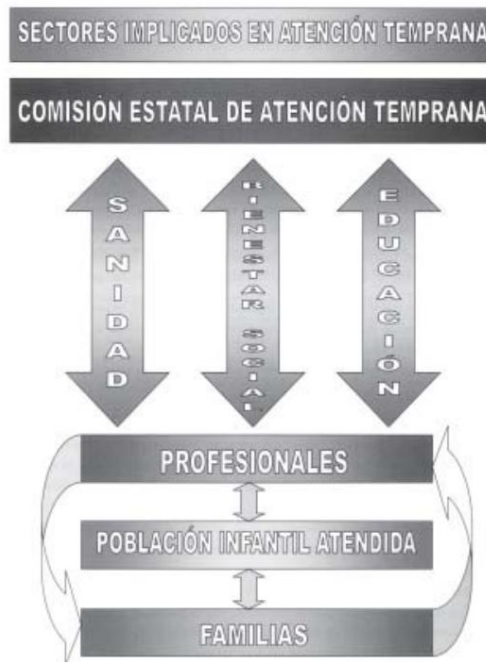 SECTORES IMPLICADOS EN ATENCIÓN TEMPRANA
COMISIÓN ESTATAL DE ATENCIÓN TEMPRANA
SANIDAD
BIENESTAR SOCIAL
EDUCACIÓN
PROFESIONALES
POBLACIÓN INFANTIL ATENDIDA
FAMILIAS